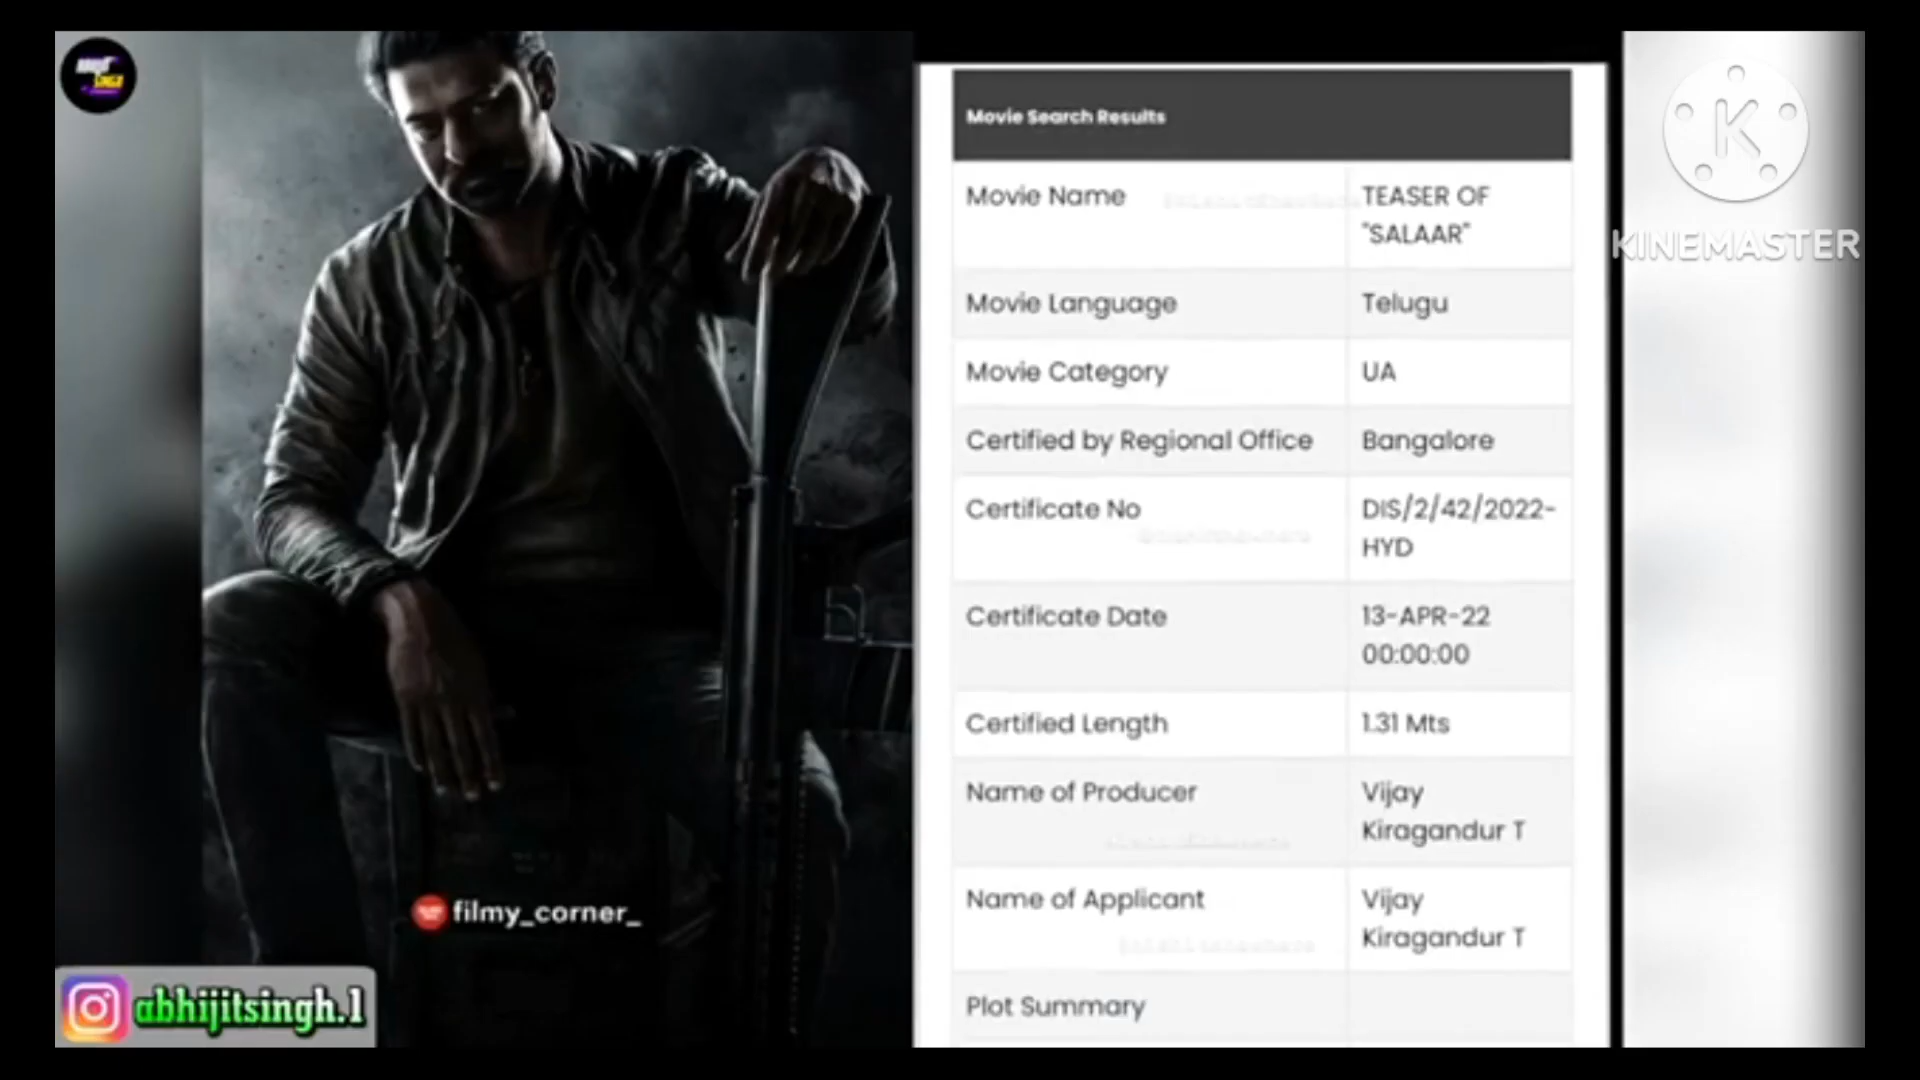 Movie Search Results
Movie Name
TEASER OF
"SALAAR"
Movie Language
Telugu
Movie Category
UA
Certified by Regional Office
Bangalore
Certificate No
DIS/2/42/2022-
HYD
Certificate Date
13-APR-22
00:00:00
Certified Length
1.31 Mts
Name of Producer
Vijay
Kiragandur T
Name of Applicant
Vijay
Kiragandur T
Plot Summary
K
KINEMASTER
filmy_corner_
abhijitsingh.1